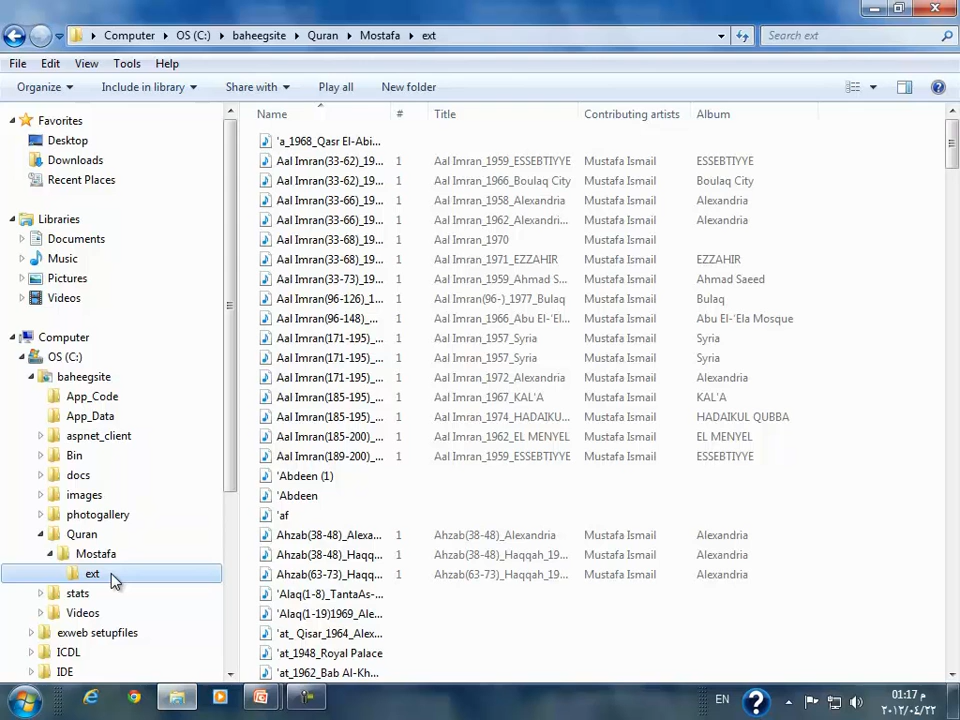 Computer OS (C:) baheegsite Quran Mostafa ext Search ext
File Edit View Tools Help
Organize Include in library Share with Play all New folder
Name # Title Contributing artists Album
Favorites
Desktop
Downloads
Recent Places
Libraries
Documents
Music
Pictures
Videos
Computer
OS (C:)
baheegsite
App_Code
App_Data
aspnet_client
Bin
docs
images
photogallery
Quran
Mostafa
ext
stats
Videos
exweb setupfiles
ICDL
IDE
'a_1968_Qasr El-Abi...
Aal Imran(33-62)_19... 1 Aal Imran_1959_ESSEBTIYYE Mustafa Ismail ESSEBTIYYE
Aal Imran(33-62)_19... 1 Aal Imran_1966_Boulaq City Mustafa Ismail Boulaq City
Aal Imran(33-66)_19... 1 Aal Imran_1958_Alexandria Mustafa Ismail Alexandria
Aal Imran(33-66)_19... 1 Aal Imran_1962_Alexandri... Mustafa Ismail Alexandria
Aal Imran(33-68)_19... 1 Aal Imran_1970 Mustafa Ismail
Aal Imran(33-68)_19... 1 Aal Imran_1971_EZZAHIR Mustafa Ismail EZZAHIR
Aal Imran(33-73)_19... 1 Aal Imran_1959_Ahmad S... Mustafa Ismail Ahmad Saeed
Aal Imran(96-126)_1... 1 Aal Imran(96-)_1977_Bulaq Mustafa Ismail Bulaq
Aal Imran(96-148)_... 1 Aal Imran_1966_Abu El-'Ela... Mustafa Ismail Abu El-'Ela Mosque
Aal Imran(171-195)_... 1 Aal Imran_1957_Syria Mustafa Ismail Syria
Aal Imran(171-195)_... 1 Aal Imran_1957_Syria Mustafa Ismail Syria
Aal Imran(171-195)_... 1 Aal Imran_1972_Alexandria Mustafa Ismail Alexandria
Aal Imran(185-195)_... 1 Aal Imran_1967_KAL'A Mustafa Ismail KAL'A
Aal Imran(185-195)_... 1 Aal Imran_1974_HADAIKU... Mustafa Ismail HADAIKUL QUBBA
Aal Imran(185-200)_... 1 Aal Imran_1962_EL MENYEL Mustafa Ismail EL MENYEL
Aal Imran(189-200)_... 1 Aal Imran_1959_ESSEBTIYYE Mustafa Ismail ESSEBTIYYE
'Abdeen (1)
'Abdeen
'af
Ahzab(38-48)_Alexa... 1 Ahzab(38-48)_Alexandria Mustafa Ismail Alexandria
Ahzab(38-48)_Haqq... 1 Ahzab(38-48)_Haqqah_19... Mustafa Ismail Alexandria
Ahzab(63-73)_Haqq... 1 Ahzab(63-73)_Haqqah_19... Mustafa Ismail Alexandria
'Alaq(1-8)_TantaAs-...
'Alaq(1-19)1969_Ale...
'at_ Qisar_1964_Alex...
'at_1948_Royal Palace
'at_1962_Bab Al-Kh...
EN 01:17 م
٢٠١٢/٠٤/٢٢